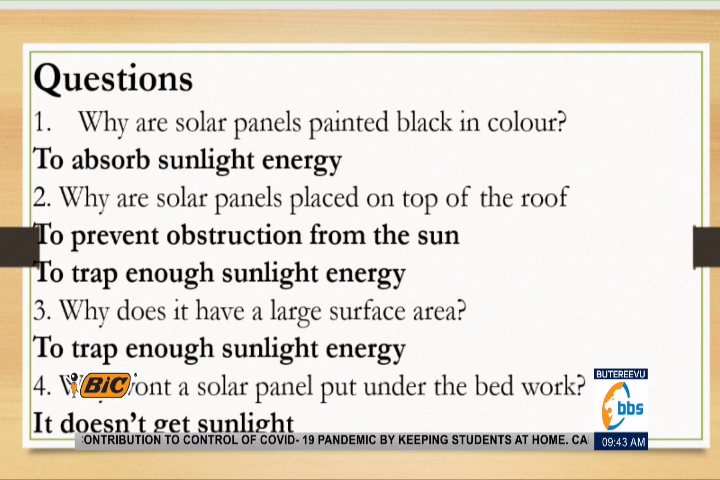 Questions
1. Why are solar panels painted black in colour?
To absorb sunlight energy
2. Why are solar panels placed on top of the roof
To prevent obstruction from the sun
To trap enough sunlight energy
3. Why does it have a large surface area?
To trap enough sunlight energy
4. ont a solar panel put under the bed work?
BiC
It doesn't get sunlight
BUTEREEVU
bbs
09:43 AM
ONTRIBUTION TO CONTROL OF COVID- 19 PANDEMIC BY KEEPING STUDENTS AT HOME. CA